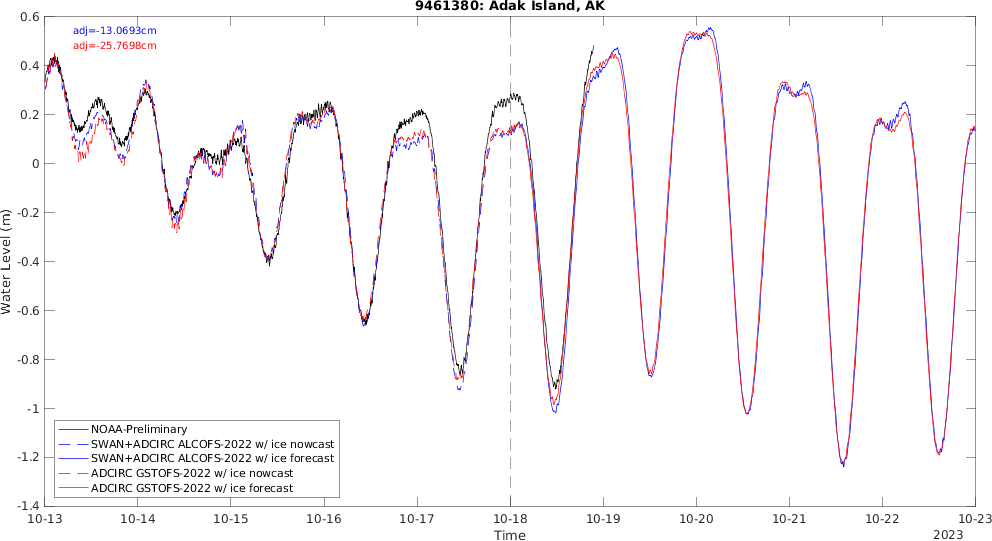 9461380: Adak Island, AK
adj=-13.0693cm
adj=-25.7698cm
0.6
0.4
0.2
0
-0.2
-0.4
-0.6
-0.8
-1
-1.2
-1.4
Water Level (m)
NOAA-Preliminary
SWAN+ADCIRC ALCOFS-2022 w/ ice nowcast
SWAN+ADCIRC ALCOFS-2022 w/ ice forecast
ADCIRC GSTOFS-2022 w/ ice nowcast
ADCIRC GSTOFS-2022 w/ ice forecast
10-13 10-14 10-15 10-16 10-17 10-18 10-19 10-20 10-21 10-22 10-23
Time
2023